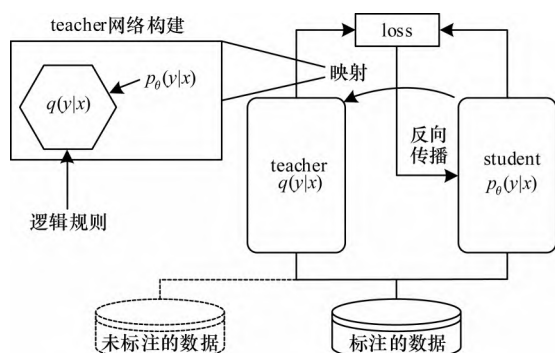 teacher网络构建
q(y|x)
pθ(y|x)
逻辑规则
映射
loss
反向
传播
teacher
q(y|x)
student
pθ(y|x)
未标注的数据
标注的数据